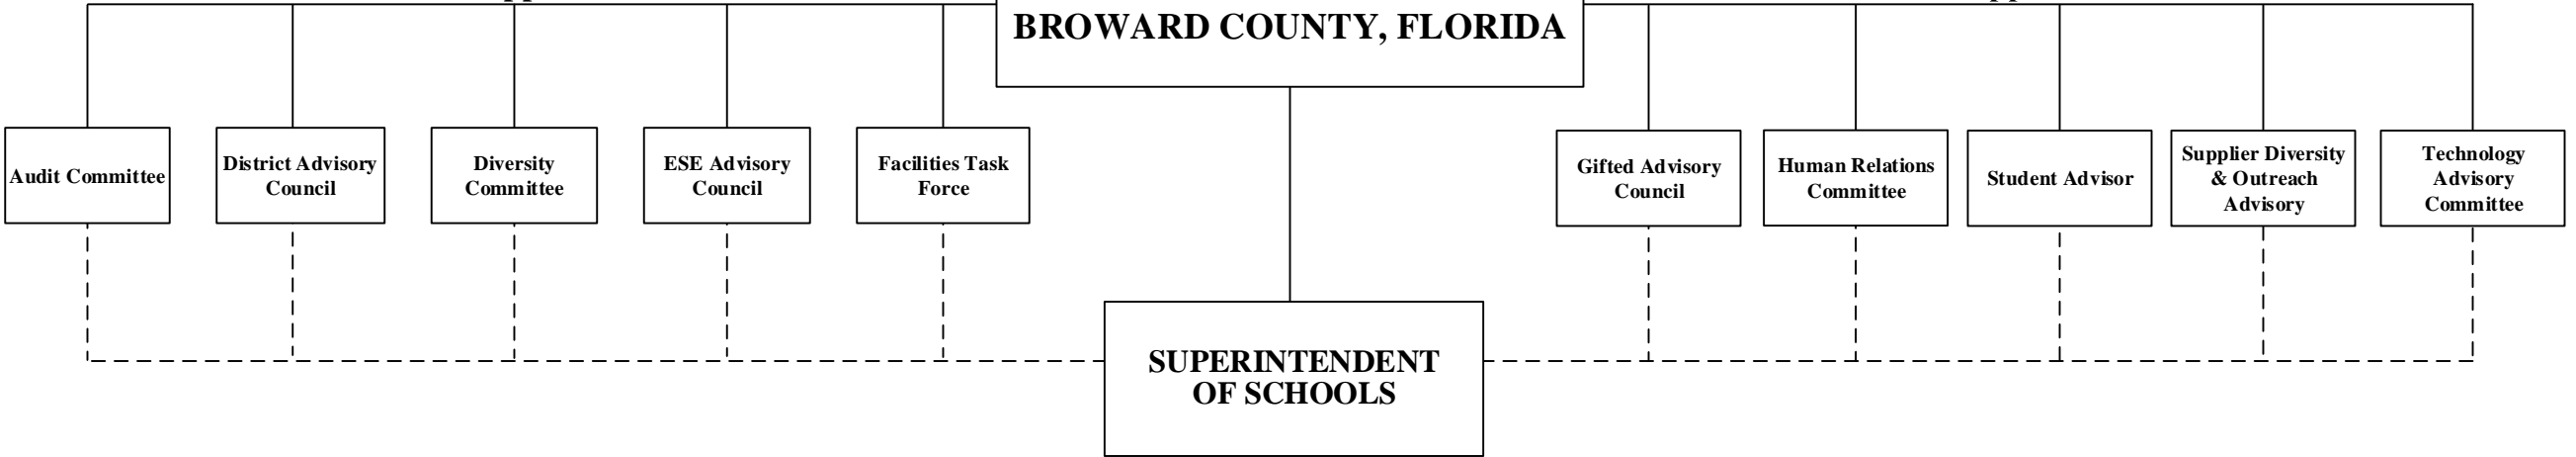 BROWARD COUNTY, FLORIDA
Audit Committee
District Advisory
Council
Diversity
Committee
ESE Advisory
Council
Facilities Task
Force
Gifted Advisory
Council
Human Relations
Committee
Student Advisor
Supplier Diversity
& Outreach
Advisory
Technology
Advisory
Committee
SUPERINTENDENT
OF SCHOOLS